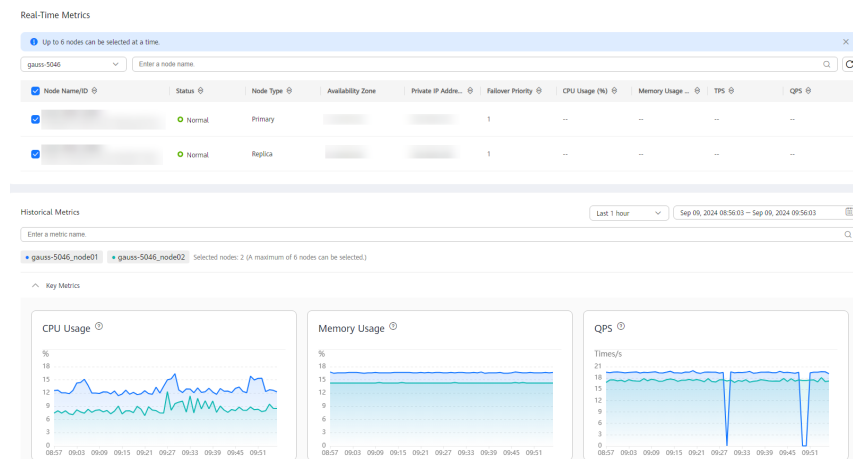 Real-Time Metrics
Up to 6 nodes can be selected at a time.
gauss-5046 Enter a node name.
Node Name/ID Status Node Type Availability Zone Private IP Addre... Failover Priority CPU Usage (%) Memory Usage ... TPS QPS
Normal Primary 1 -- -- -- --
Normal Replica 1 -- -- -- --
Historical Metrics Last 1 hour Sep 09, 2024 08:56:03 — Sep 09, 2024 09:56:03
Enter a metric name.
gauss-5046_node01 gauss-5046_node02 Selected nodes: 2 (A maximum of 6 nodes can be selected.)
Key Metrics
CPU Usage
%
18
15
12
9
6
3
0
08:57 09:03 09:09 09:15 09:21 09:27 09:33 09:39 09:45 09:51
Memory Usage
%
18
15
12
9
6
3
0
08:57 09:03 09:09 09:15 09:21 09:27 09:33 09:39 09:45 09:51
QPS
Times/s
21
18
15
12
9
6
3
0
08:57 09:03 09:09 09:15 09:21 09:27 09:33 09:39 09:45 09:51